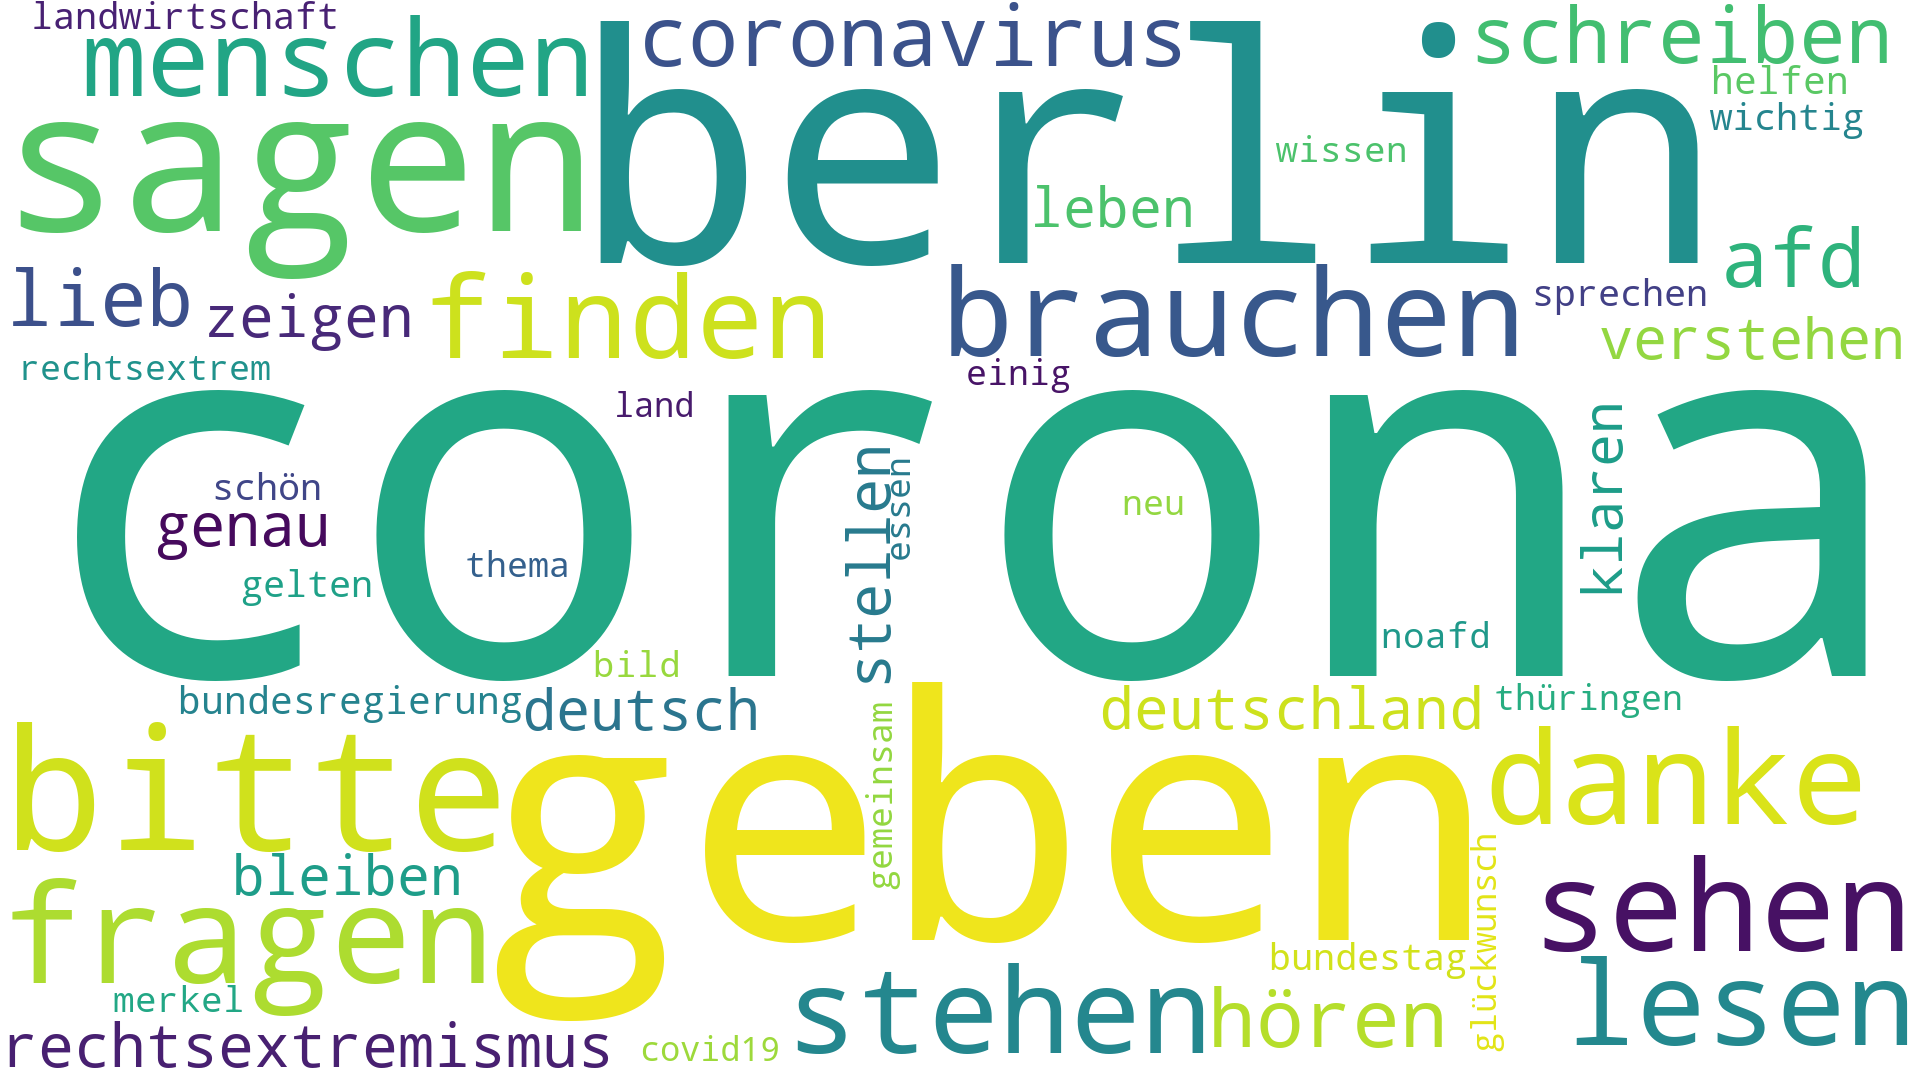 landwirtschaft
menschen
coronavirus
schreiben
berlin
helfen
wichtig
sagen
wissen
leben
afd
lieb
zeigen
finden
brauchen
sprechen
verstehen
rechtsextrem
einig
land
corona
klaren
schön
genau
stellen
essen
neu
thema
gelten
noafd
bild
bundesregierung
deutsch
deutschland
thüringen
bitte
geben
gemeinsam
danke
bleiben
fragen
sehen
glückwunsch
bundestag
merkel
stehen
hören
lesen
rechtsextremismus
covid19